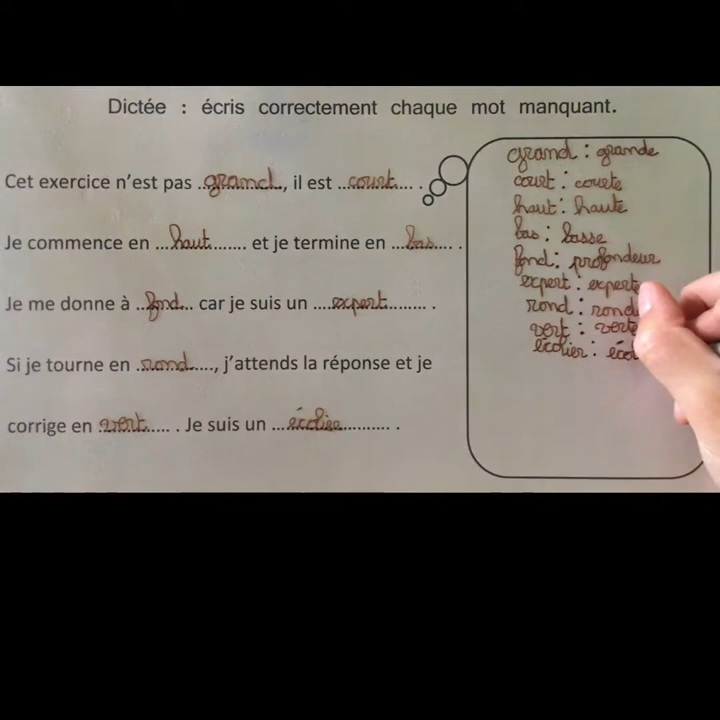 Dictée : écris correctement chaque mot manquant.
Cet exercice n'est pas ..grand.., il est ...court.... .
Je commence en ...haut....... et je termine en ...bas.... .
Je me donne à ..fond... car je suis un ....expert........ .
Si je tourne en ..rond....., j'attends la réponse et je
corrige en ..vert..... . Je suis un ...écolier........... .
grand : grande
court : courte
haut : haute
bas : basse
fond : profondeur
expert : experte
rond : ronde
vert : verte
écolier :